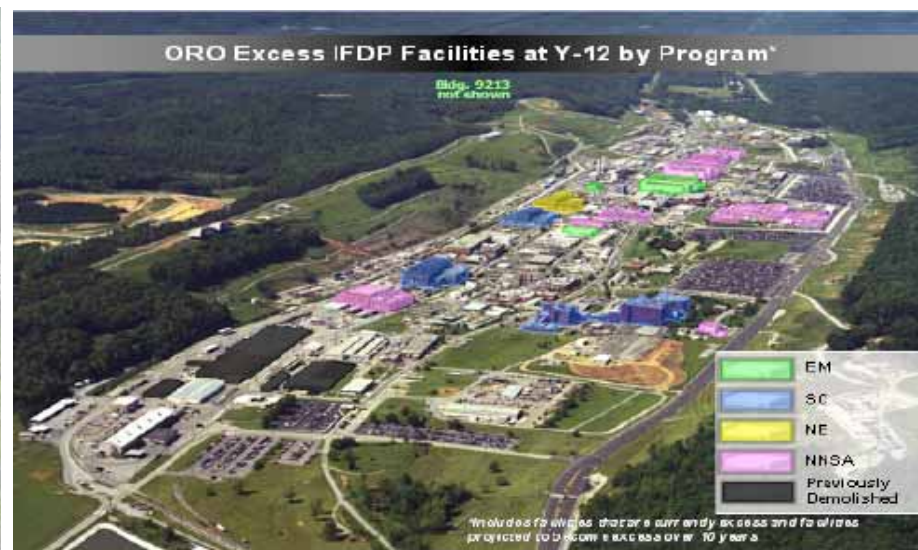 ORO Excess IFDP Facilities at Y-12 by Program*
Bldg. 9213
not shown
EM
SC
NE
NNSA
Previously
Demolished
*Includes facilities that are currently excess and facilities
projected to become excess over 10 years